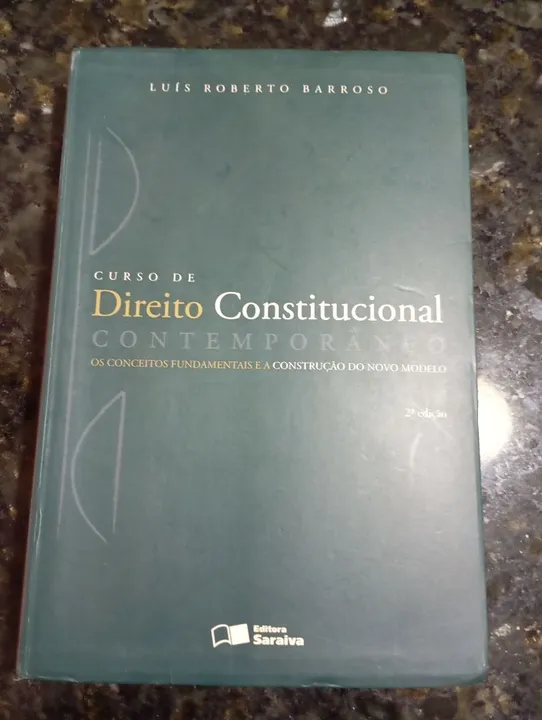 LUÍS ROBERTO BARROSO
CURSO DE
Direito Constitucional
CONTEMPORÂNEO
OS CONCEITOS FUNDAMENTAIS E A CONSTRUÇÃO DO NOVO MODELO
2ª edição
Editora
Saraiva